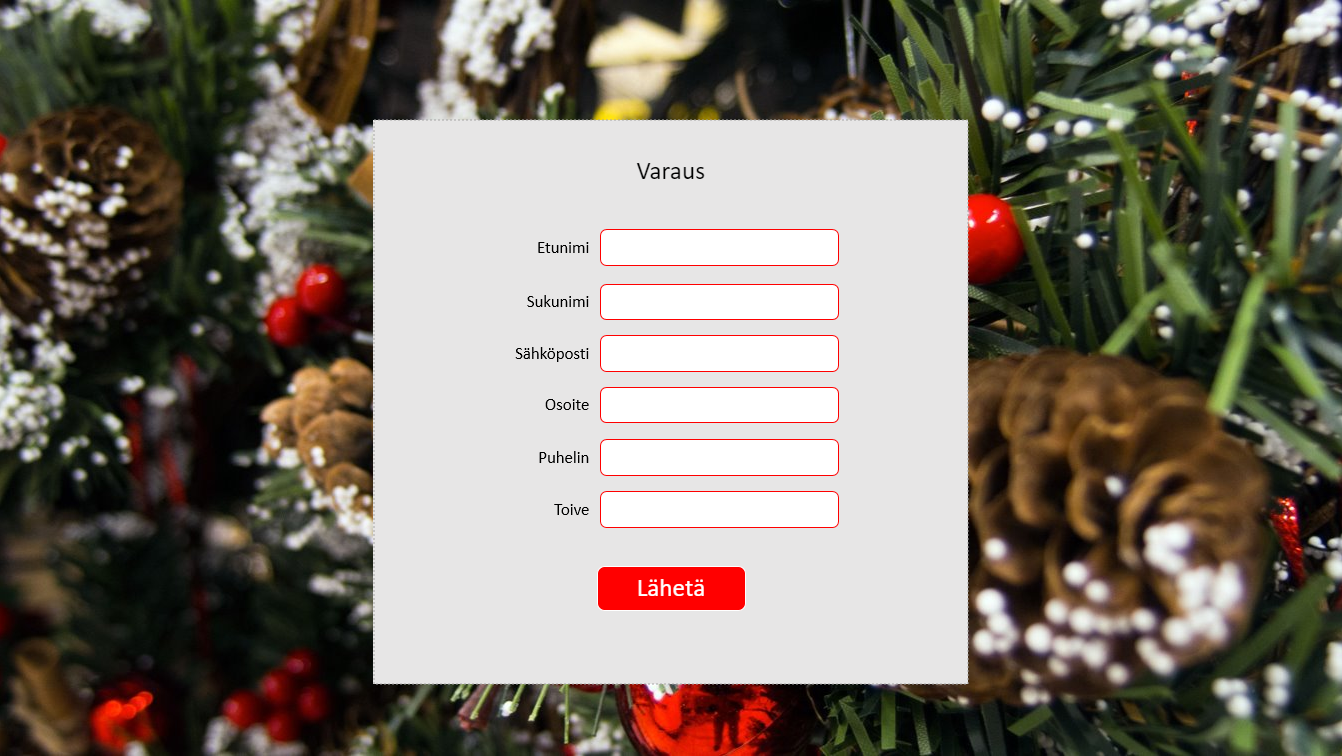 Varaus
Etunimi
Sukunimi
Sähköposti
Osoite
Puhelin
Toive
Lähetä